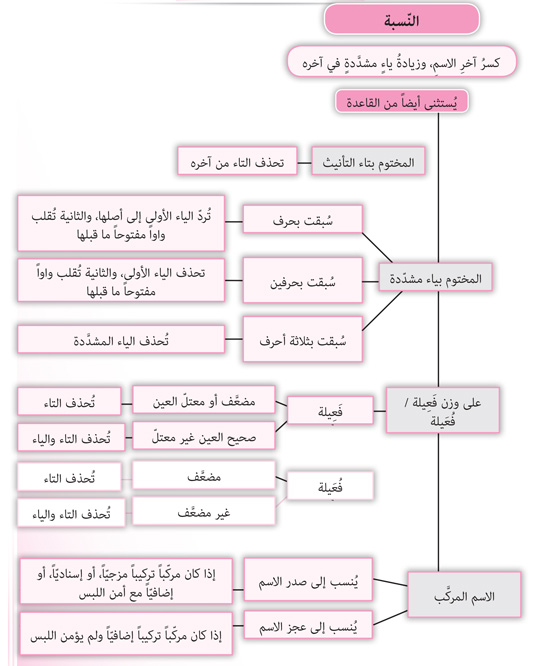 النّسبة
كسرُ آخرِ الاسمِ، وزيادةُ ياءٍ مشدَّدةٍ في آخره
يُستثنى أيضاً من القاعدة
المختوم بتاء التأنيث
تحذف التاء من آخره
المختوم بياء مشدّدة
سُبقت بحرف
تُردّ الياء الأولى إلى أصلها، والثانية تُقلب
واواً مفتوحاً ما قبلها
سُبقت بحرفين
تحذف الياء الأولى، والثانية تُقلب واواً
مفتوحاً ما قبلها
سُبقت بثلاثة أحرف
تُحذف الياء المشدَّدة
على وزن فَعِيلة /
فُعَيلة
فَعِيلة
مضعَّف أو معتلّ العين
تُحذف التاء
صحيح العين غير معتلّ
تُحذف التاء والياء
فُعَيلة
مضعَّف
تُحذف التاء
غير مضعَّف
تُحذف التاء والياء
الاسم المركَّب
يُنسب إلى صدر الاسم
إذا كان مركّباً تركيباً مزجيّاً، أو إسناديّاً، أو
إضافيّاً مع أمن اللبس
يُنسب إلى عجز الاسم
إذا كان مركّباً تركيباً إضافيّاً ولم يؤمن اللبس